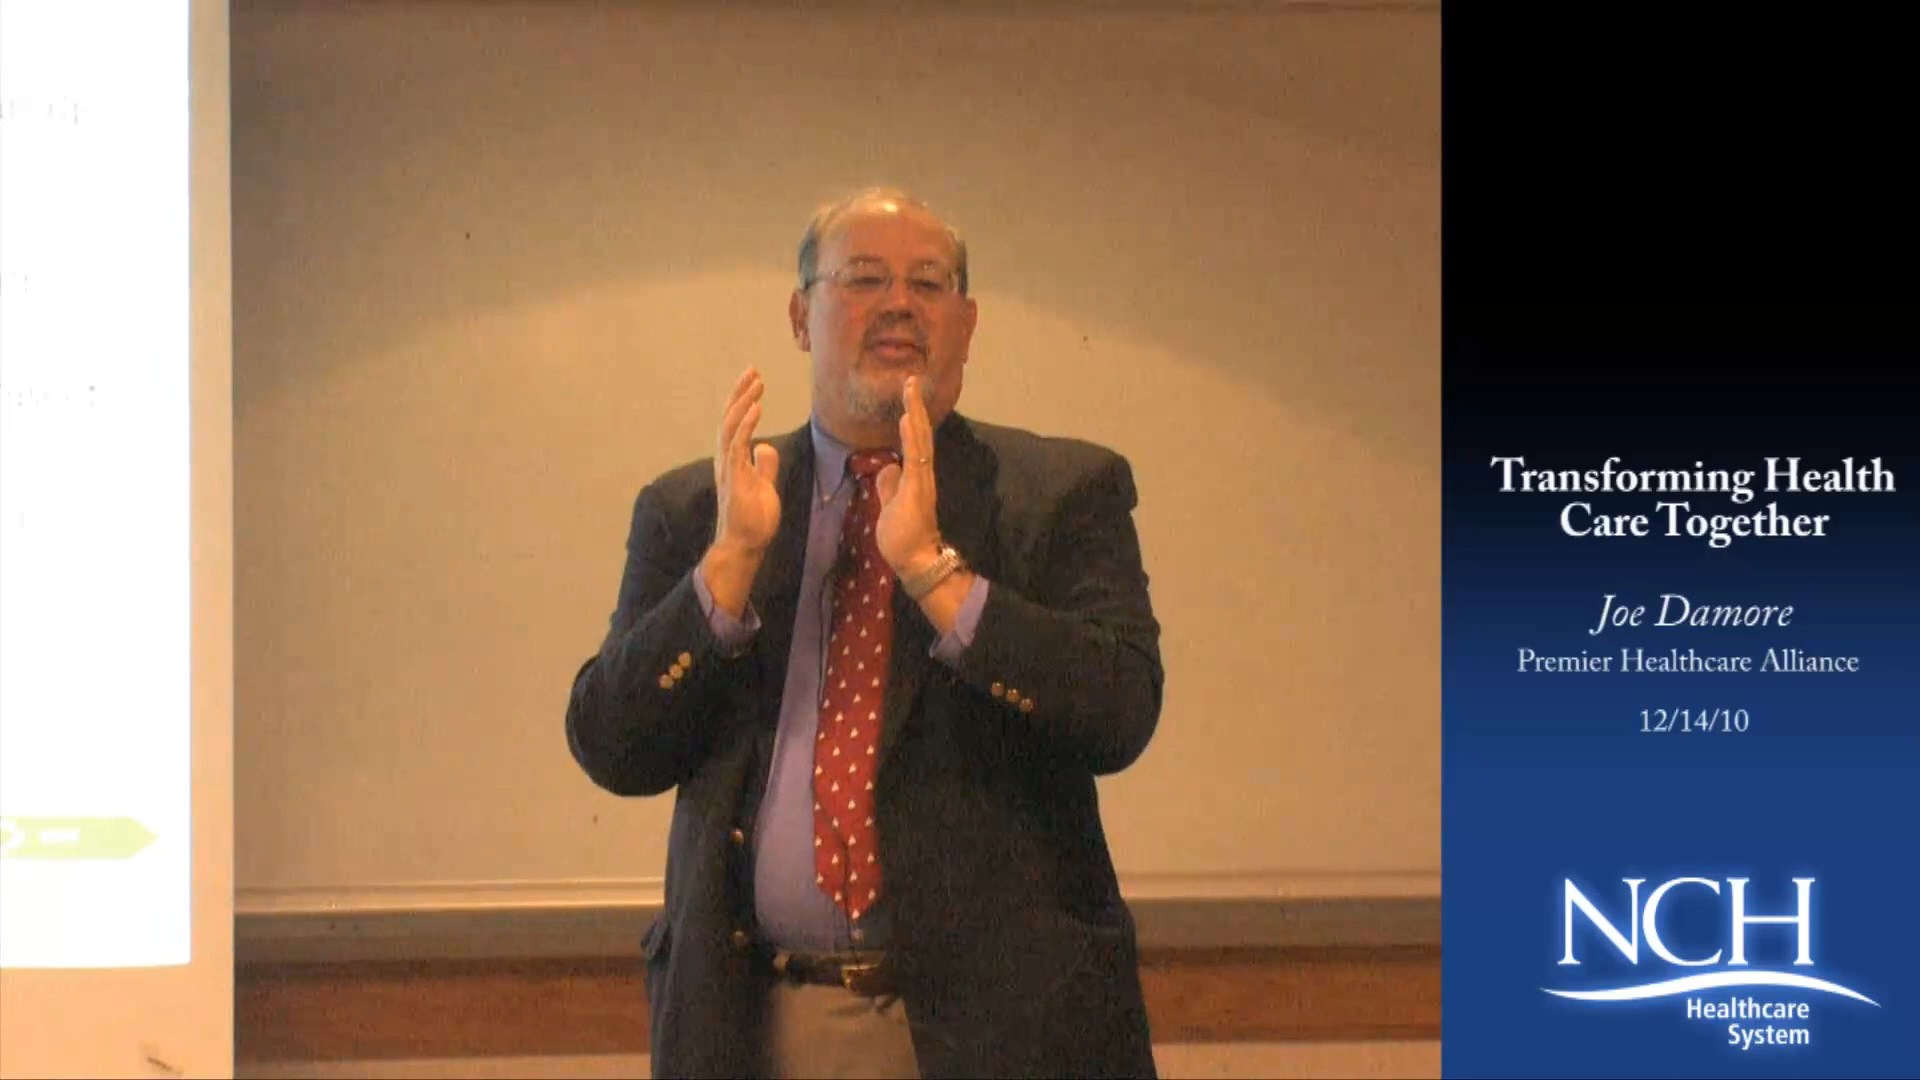 Transforming Health
Care Together
Joe Damore
Premier Healthcare Alliance
12/14/10
NCH
Healthcare
System